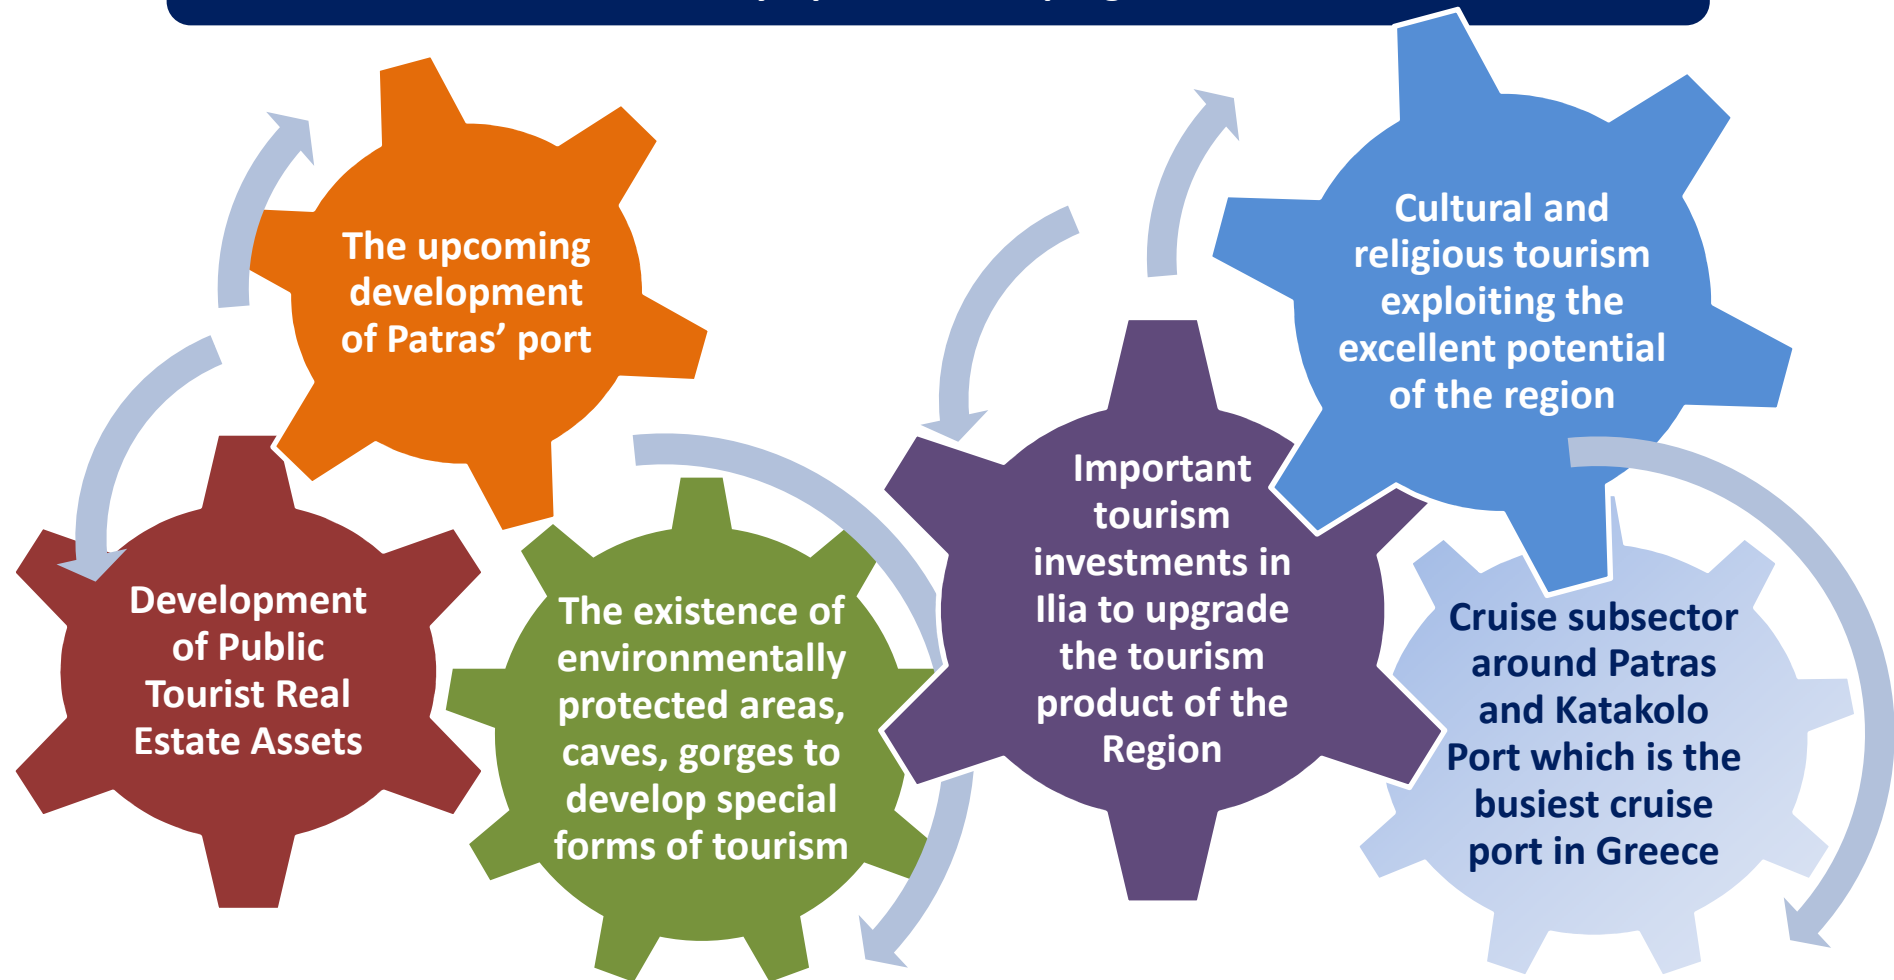 The upcoming
development
of Patras’ port
Development
of Public
Tourist Real
Estate Assets
The existence of
environmentally
protected areas,
caves, gorges to
develop special
forms of tourism
Important
tourism
investments in
Ilia to upgrade
the tourism
product of the
Region
Cultural and
religious tourism
exploiting the
excellent potential
of the region
Cruise subsector
around Patras
and Katakolo
Port which is the
busiest cruise
port in Greece